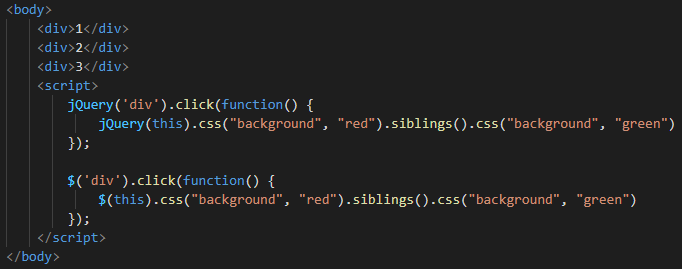 <body>
    <div>1</div>
    <div>2</div>
    <div>3</div>
    <script>
        jQuery('div').click(function() {
            jQuery(this).css("background", "red").siblings().css("background", "green")
        });

        $('div').click(function() {
            $(this).css("background", "red").siblings().css("background", "green")
        });
    </script>
</body>